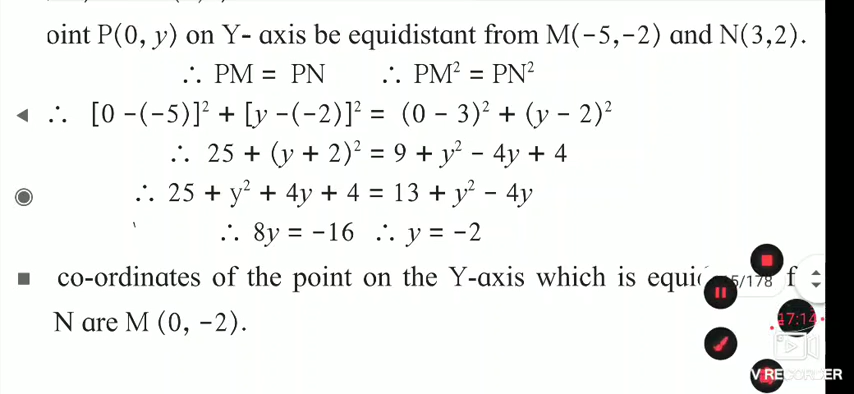 oint P(0, y) on Y- axis be equidistant from M(−5,−2) and N(3,2).
∴ PM = PN ∴ PM² = PN²
∴ [0 −(−5)]² + [y −(−2)]² = (0 − 3)² + (y − 2)²
∴ 25 + (y + 2)² = 9 + y² − 4y + 4
∴ 25 + y² + 4y + 4 = 13 + y² − 4y
∴ 8y = −16 ∴ y = −2
co-ordinates of the point on the Y-axis which is equi
5/178
f
N are M (0, −2).
17:14
V RECORDER